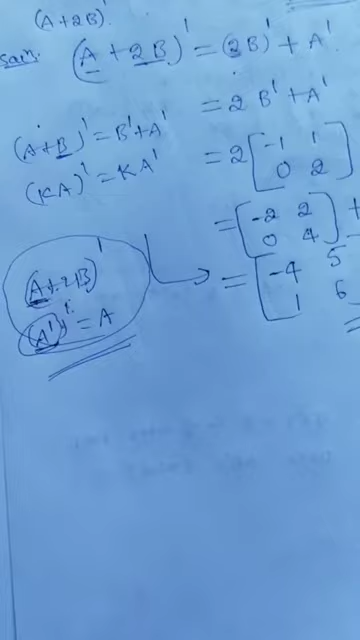 (A+2B)'
Soln. (A + 2B)' = (2B)' + A'
= 2 B' + A'
(A+B)' = B'+A'
(KA)' = KA'
= 2 [-1 1
0 2]
= [-2 2
0 4] +
= [-4 5
1 6
(A+2B)'
(A')' = A